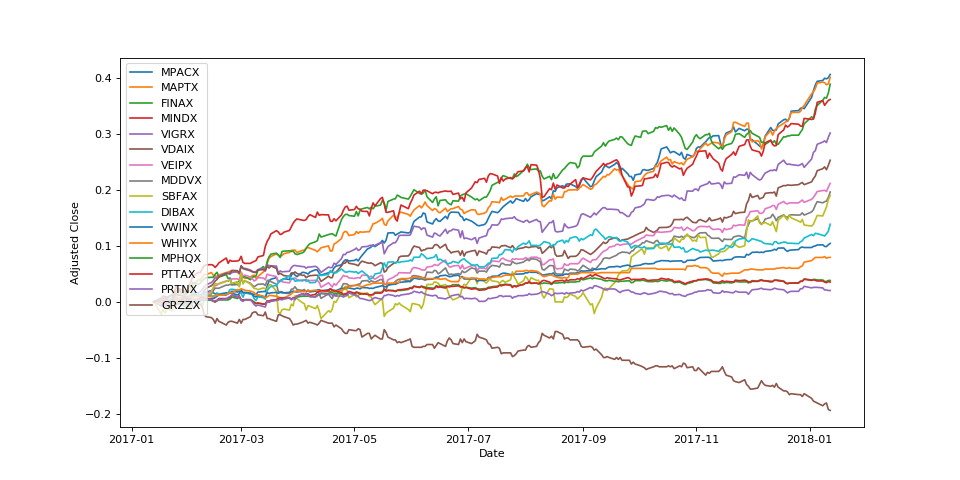 MPACX
MAPTX
FINAX
MINDX
VIGRX
VDAIX
VEIPX
MDDVX
SBFAX
DIBAX
VWINX
WHIYX
MPHQX
PTTAX
PRTNX
GRZZX
0.4
0.3
0.2
0.1
0.0
−0.1
−0.2
Adjusted Close
2017-01 2017-03 2017-05 2017-07 2017-09 2017-11 2018-01
Date